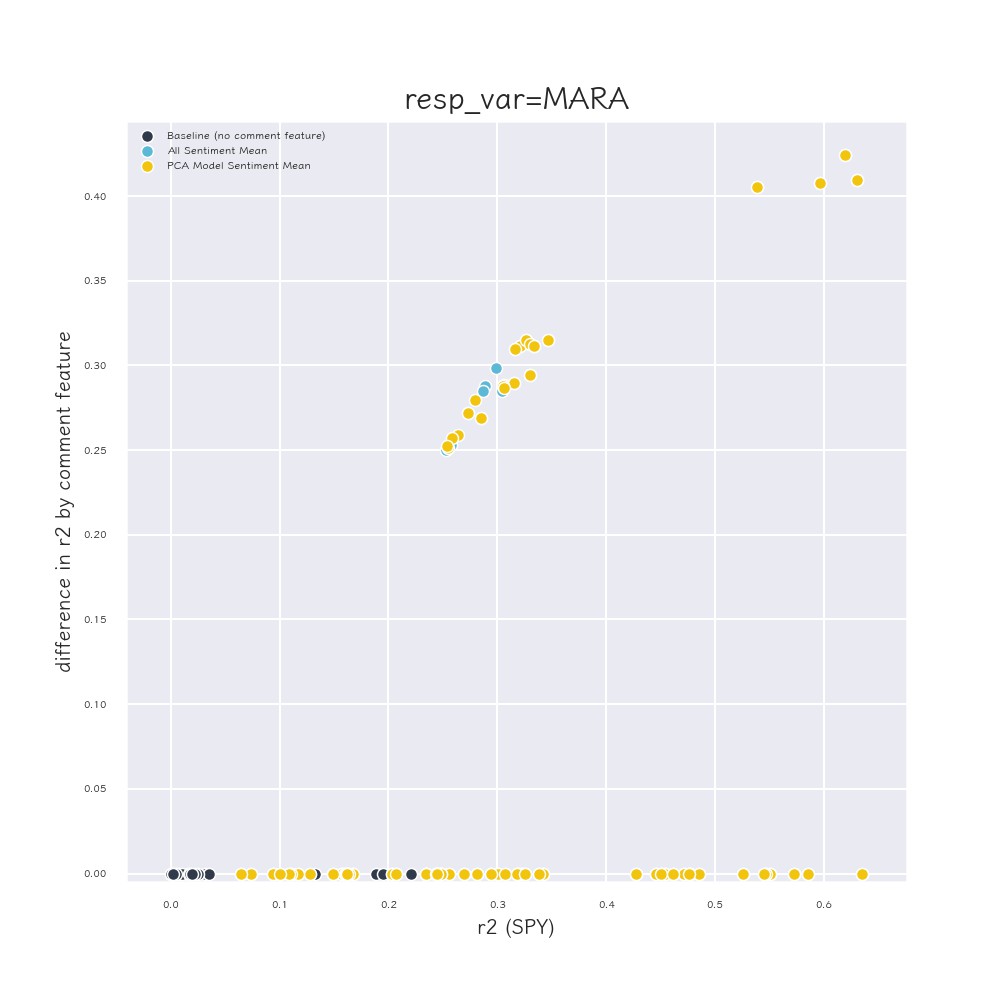 resp_var=MARA
Baseline (no comment feature)
All Sentiment Mean
PCA Model Sentiment Mean
0.40
0.35
0.30
0.25
0.20
0.15
0.10
0.05
0.00
difference in r2 by comment feature
0.0 0.1 0.2 0.3 0.4 0.5 0.6
r2 (SPY)